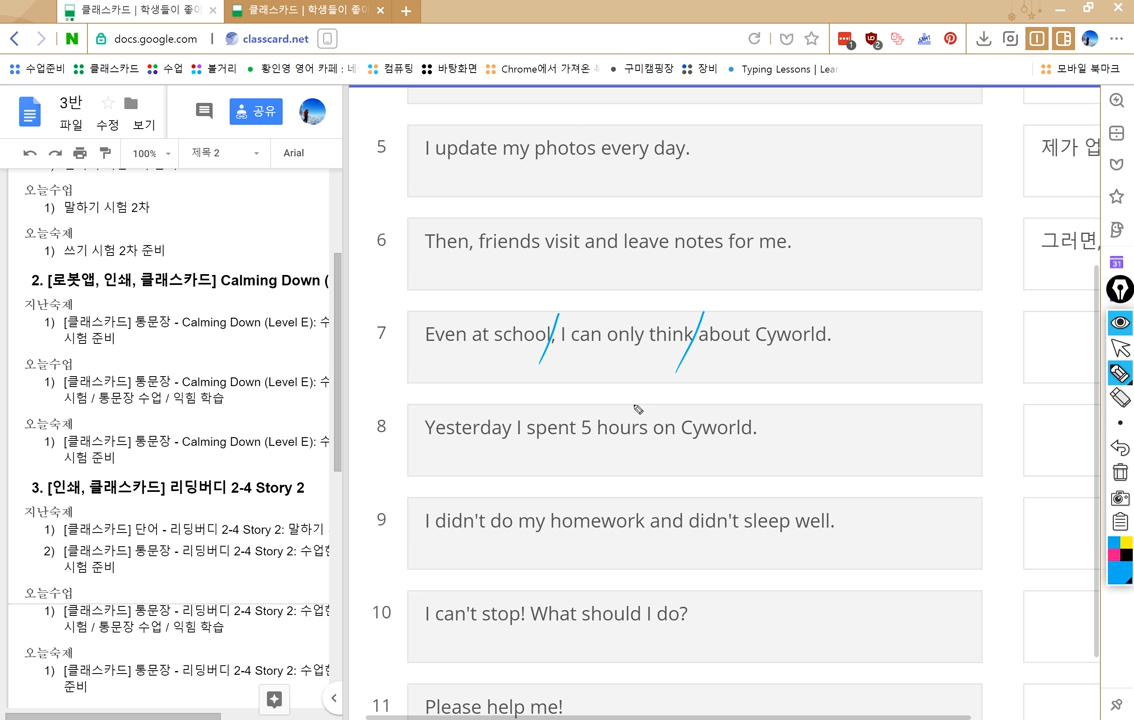 클래스카드 | 학생들이 좋아
클래스카드 | 학생들이 좋아
N docs.google.com | classcard.net
수업준비 클래스카드 수업 볼거리 황인영 영어 카페 : 네 컴퓨팅 바탕화면 Chrome에서 가져온 구미캠핑장 장비 Typing Lessons | Lear 모바일 북마크
3반
파일 수정 보기
공유
100% 제목 2 Arial
오늘수업
1) 말하기 시험 2차
오늘숙제
1) 쓰기 시험 2차 준비
2. [로봇앱, 인쇄, 클래스카드] Calming Down (
지난숙제
1) [클래스카드] 통문장 - Calming Down (Level E): 수
시험 준비
오늘수업
1) [클래스카드] 통문장 - Calming Down (Level E): 수
시험 / 통문장 수업 / 익힘 학습
오늘숙제
1) [클래스카드] 통문장 - Calming Down (Level E): 수
시험 준비
3. [인쇄, 클래스카드] 리딩버디 2-4 Story 2
지난숙제
1) [클래스카드] 단어 - 리딩버디 2-4 Story 2: 말하기
2) [클래스카드] 통문장 - 리딩버디 2-4 Story 2: 수업한
시험 준비
오늘수업
1) [클래스카드] 통문장 - 리딩버디 2-4 Story 2: 수업한
시험 / 통문장 수업 / 익힘 학습
오늘숙제
1) [클래스카드] 통문장 - 리딩버디 2-4 Story 2: 수업한
준비
5 I update my photos every day. 제가 업
6 Then, friends visit and leave notes for me. 그러면,
7 Even at school, I can only think about Cyworld.
8 Yesterday I spent 5 hours on Cyworld.
9 I didn't do my homework and didn't sleep well.
10 I can't stop! What should I do?
11 Please help me!
1
2
31